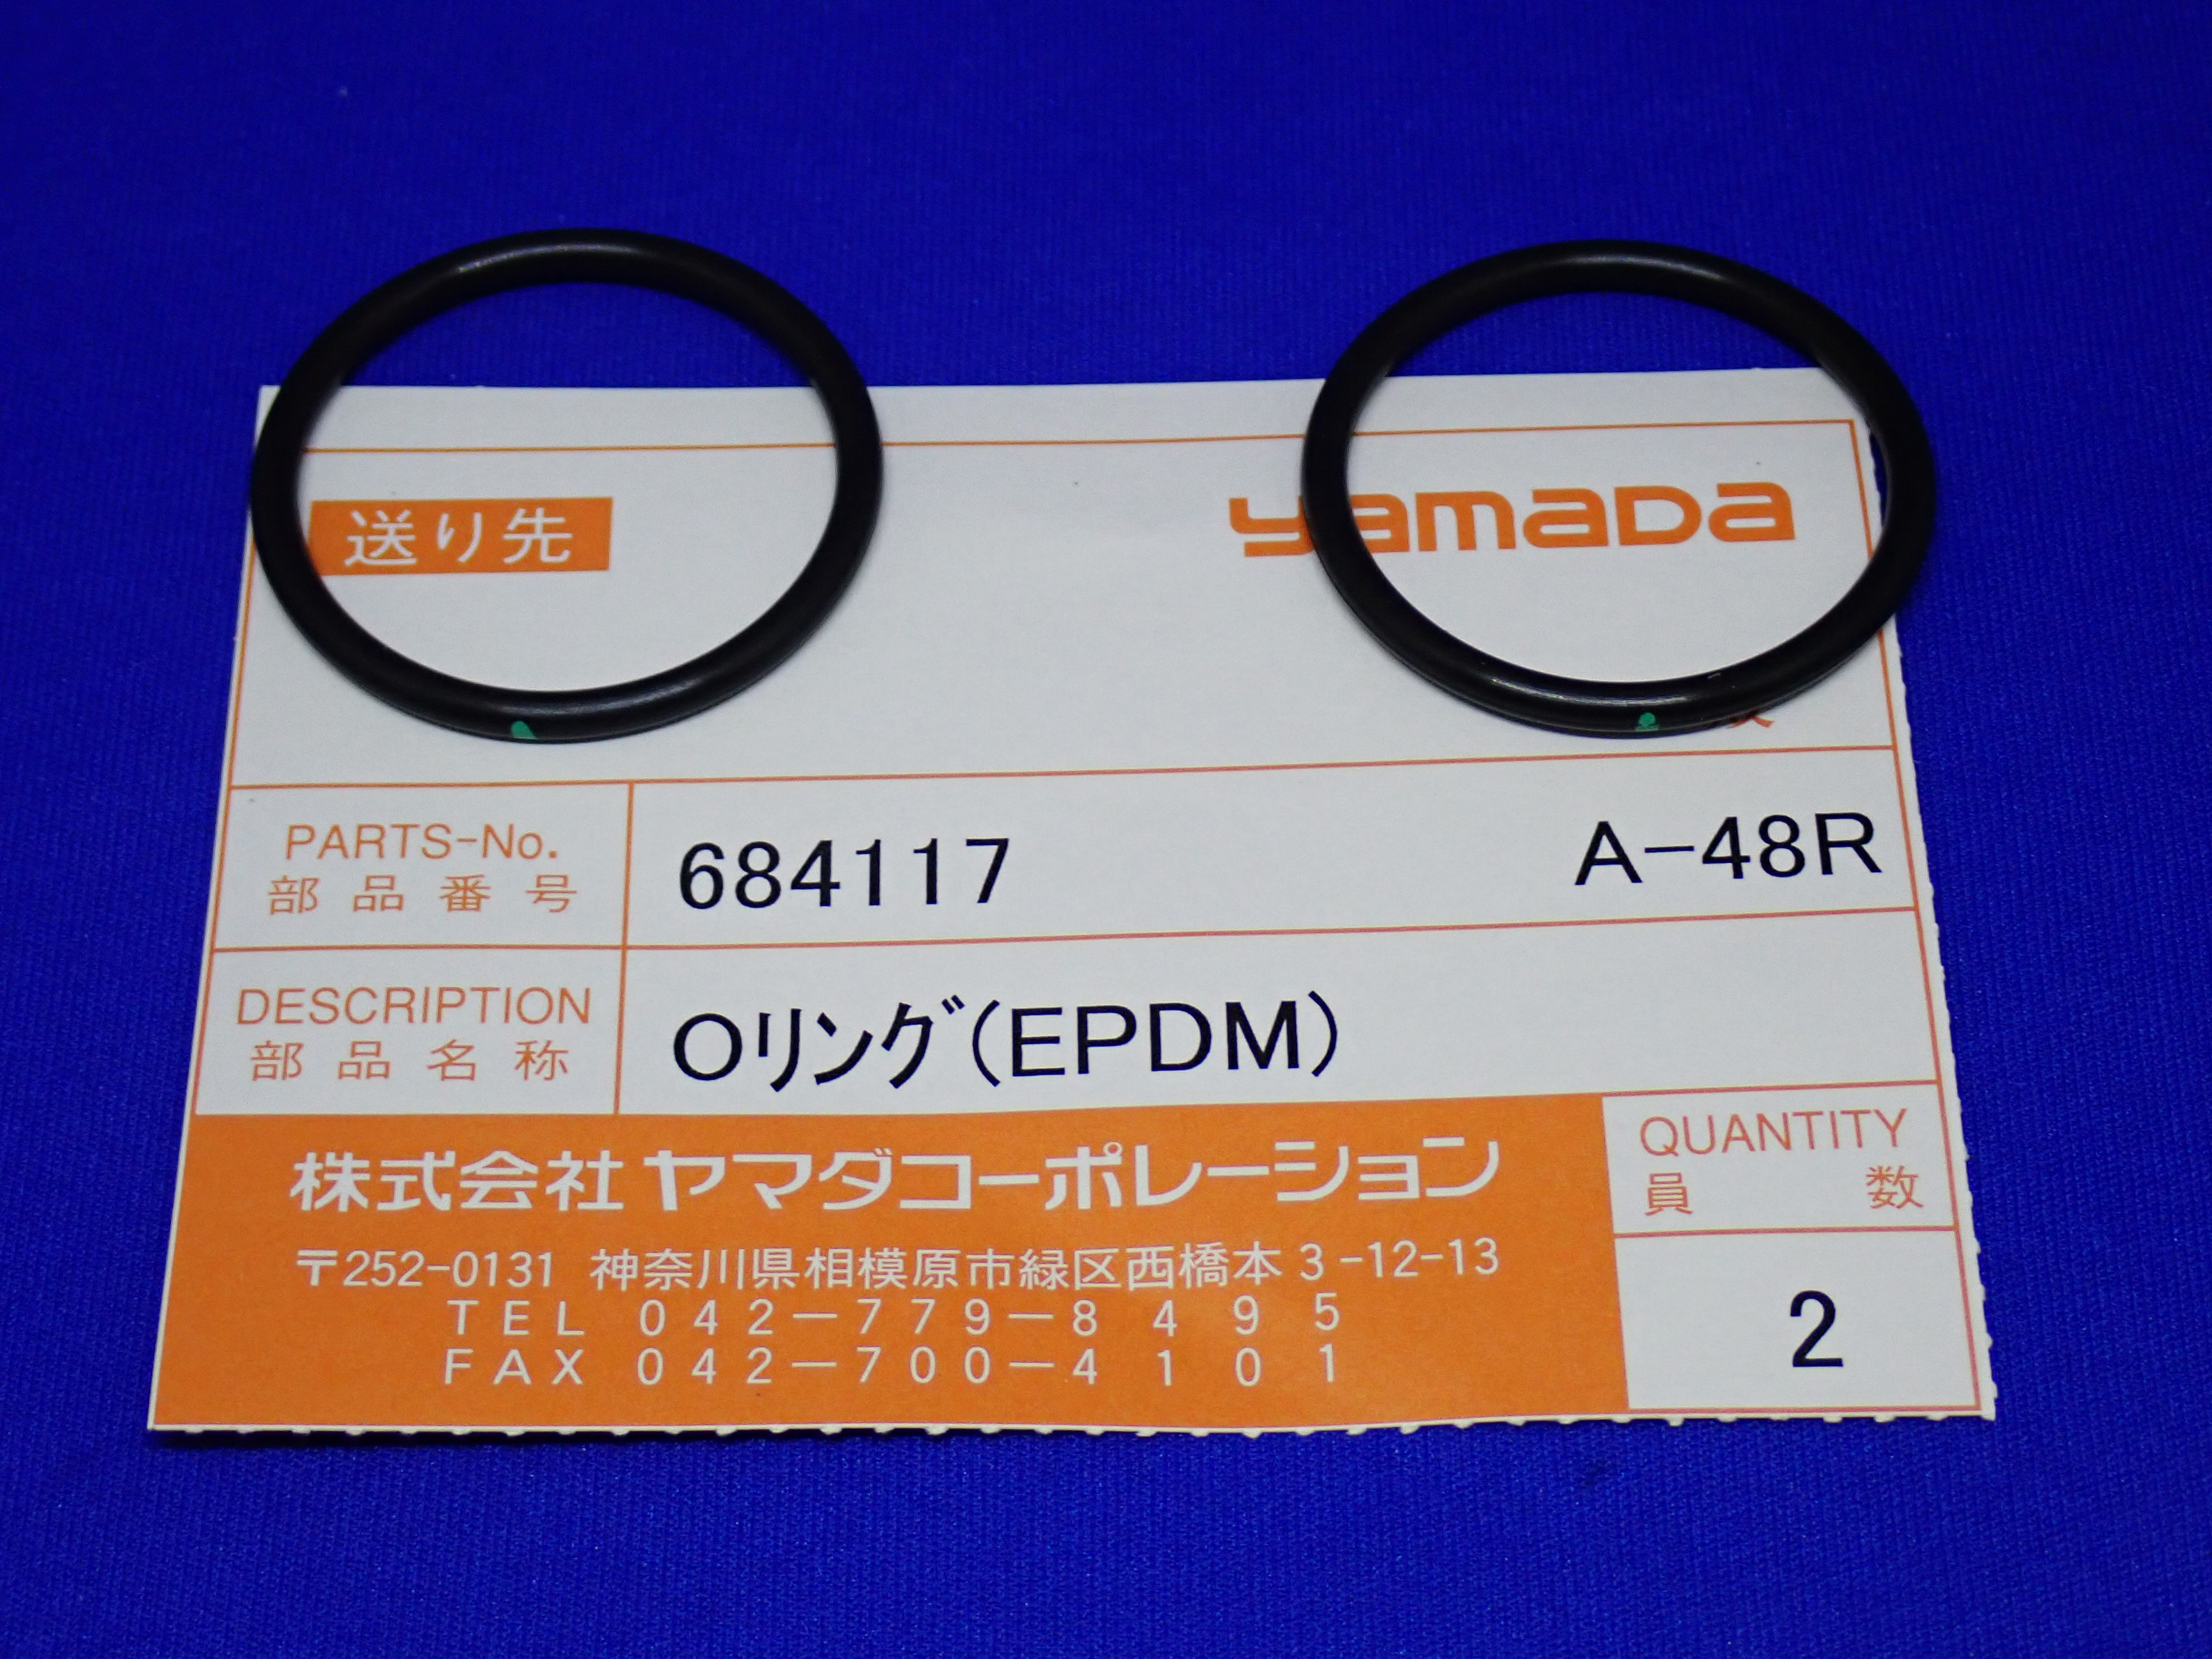 送り先
yamada
PARTS-No.
部品番号
684117 A-48R
DESCRIPTION
部品名称
Oリング(EPDM)
株式会社ヤマダコーポレーション
〒252-0131 神奈川県相模原市緑区西橋本3-12-13
TEL 042-779-8495
FAX 042-700-4101
QUANTITY
員数
2